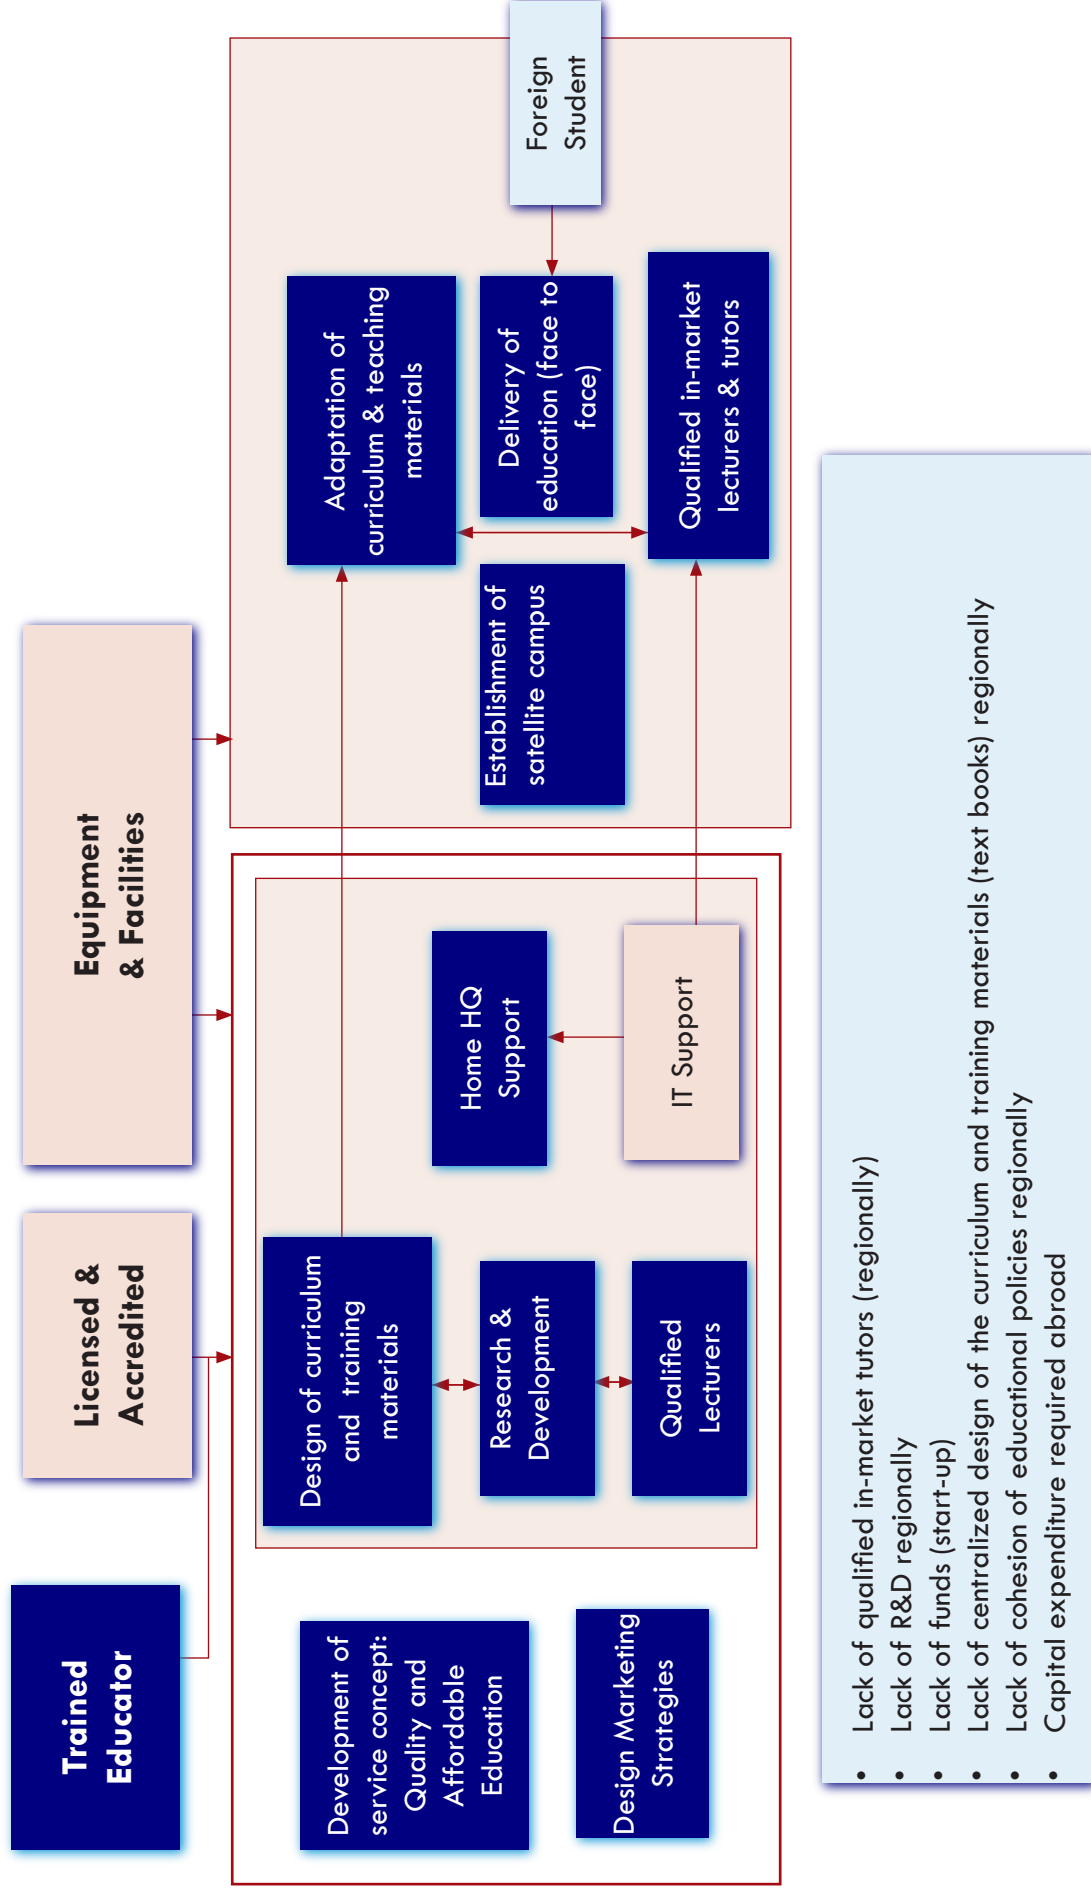 Trained
Educator
Licensed &
Accredited
Equipment
& Facilities
Development of
service concept:
Quality and
Affordable
Education
Design Marketing
Strategies
Design of curriculum
and training
materials
Research &
Development
Qualified
Lecturers
Home HQ
Support
IT Support
Establishment of
satellite campus
Adaptation of
curriculum & teaching
materials
Delivery of
education (face to
face)
Qualified in-market
lecturers & tutors
Foreign
Student
• Lack of qualified in-market tutors (regionally)
• Lack of R&D regionally
• Lack of funds (start-up)
• Lack of centralized design of the curriculum and training materials (text books) regionally
• Lack of cohesion of educational policies regionally
• Capital expenditure required abroad